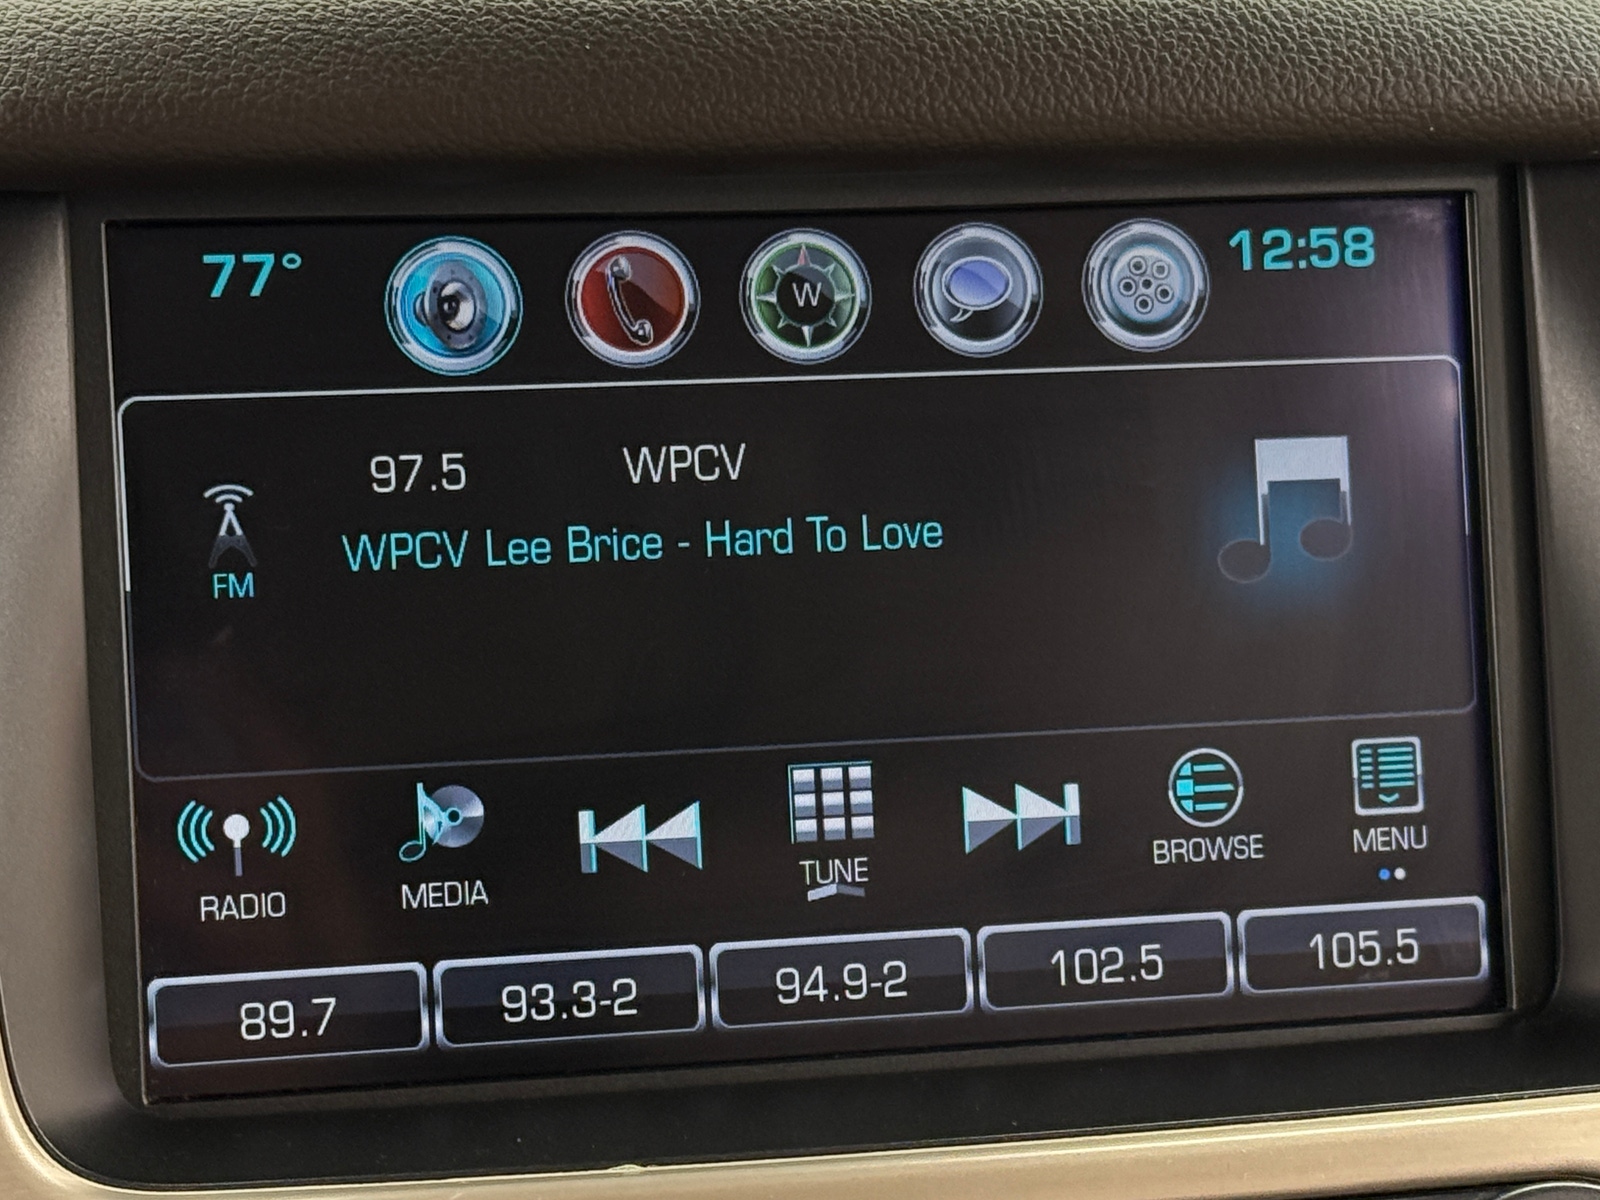 77° W 12:58
97.5 WPCV
WPCV Lee Brice - Hard To Love
FM
RADIO MEDIA TUNE BROWSE MENU
89.7 93.3-2 94.9-2 102.5 105.5